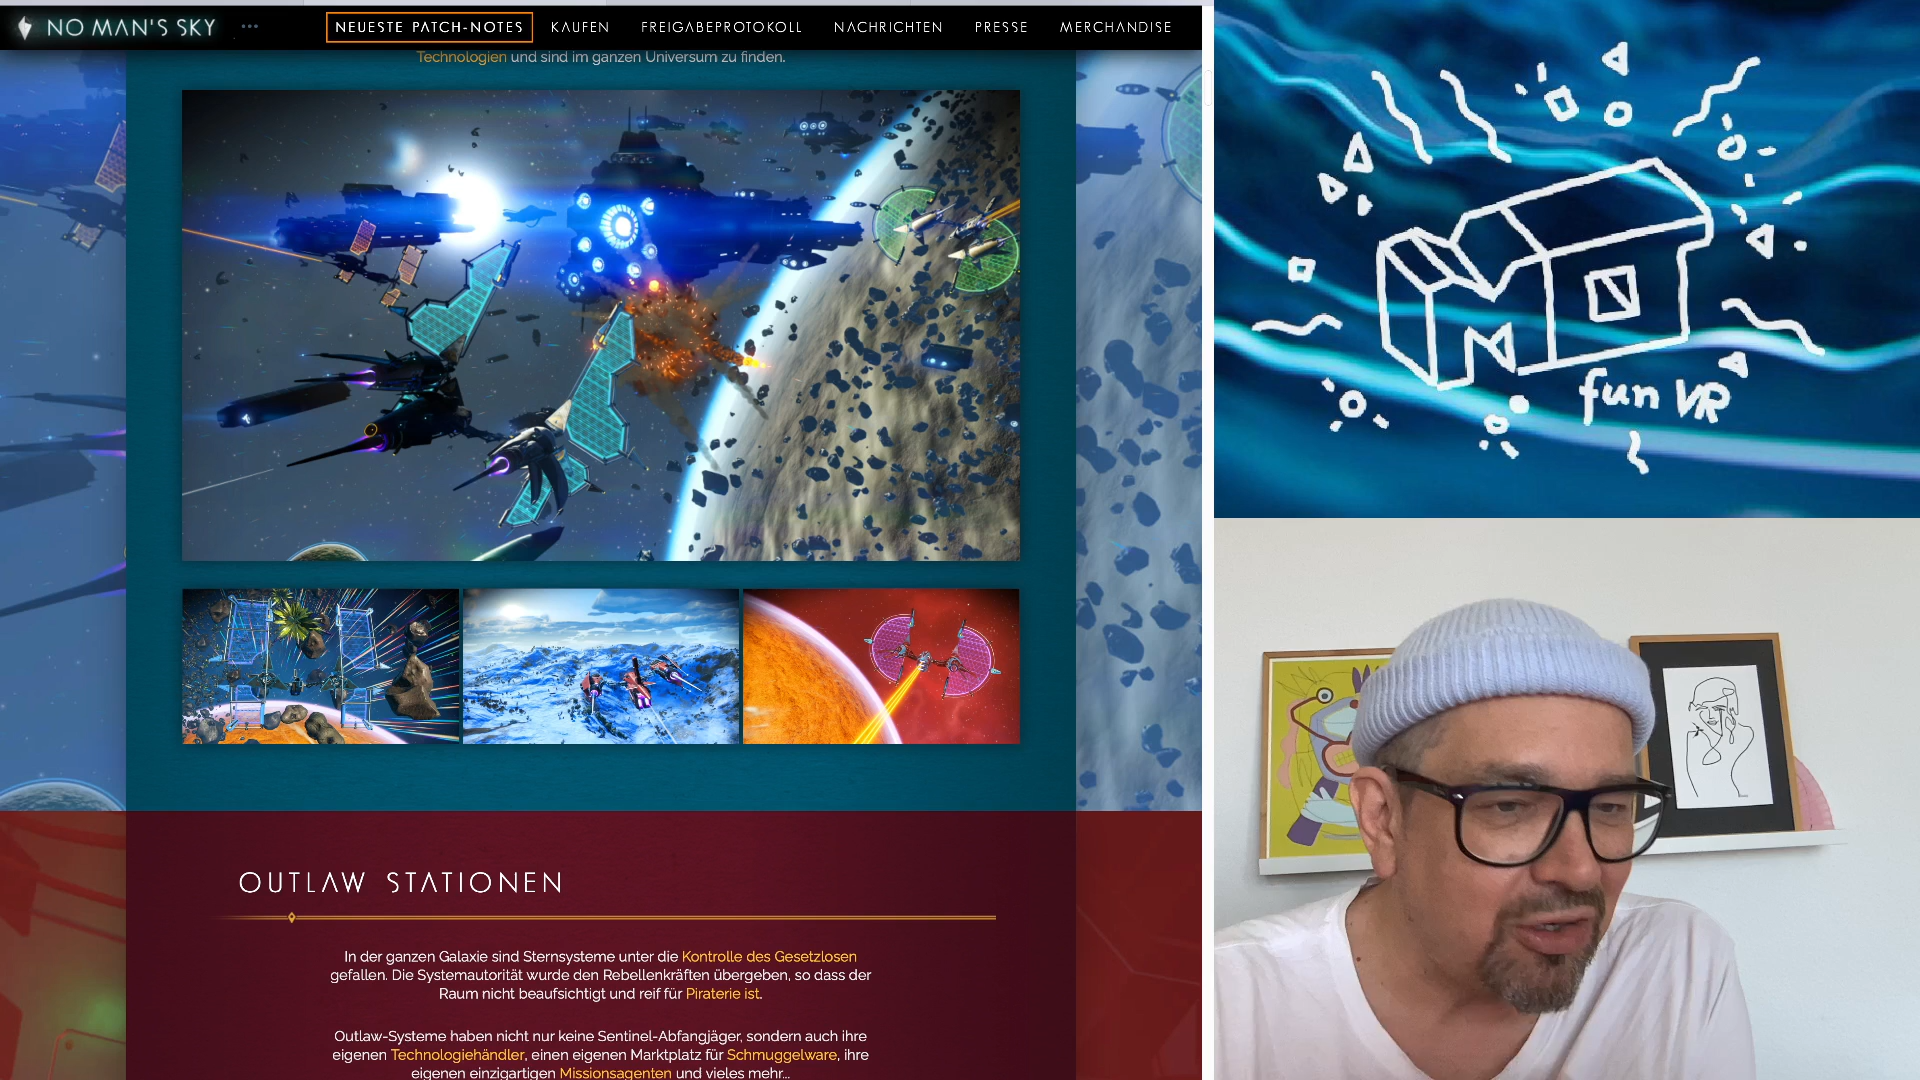 NO MAN'S SKY
NEUESTE PATCH-NOTES KAUFEN FREIGABEPROTOKOLL NACHRICHTEN PRESSE MERCHANDISE
Technologien und sind im ganzen Universum zu finden.
fun VR
OUTLAW STATIONEN
In der ganzen Galaxie sind Sternsysteme unter die Kontrolle des Gesetzlosen
gefallen. Die Systemautorität wurde den Rebellenkräften übergeben, so dass der
Raum nicht beaufsichtigt und reif für Piraterie ist.
Outlaw-Systeme haben nicht nur keine Sentinel-Abfangjäger, sondern auch ihre
eigenen Technologiehändler, einen eigenen Marktplatz für Schmuggelware, ihre
eigenen einzigartigen Missionsagenten und vieles mehr...